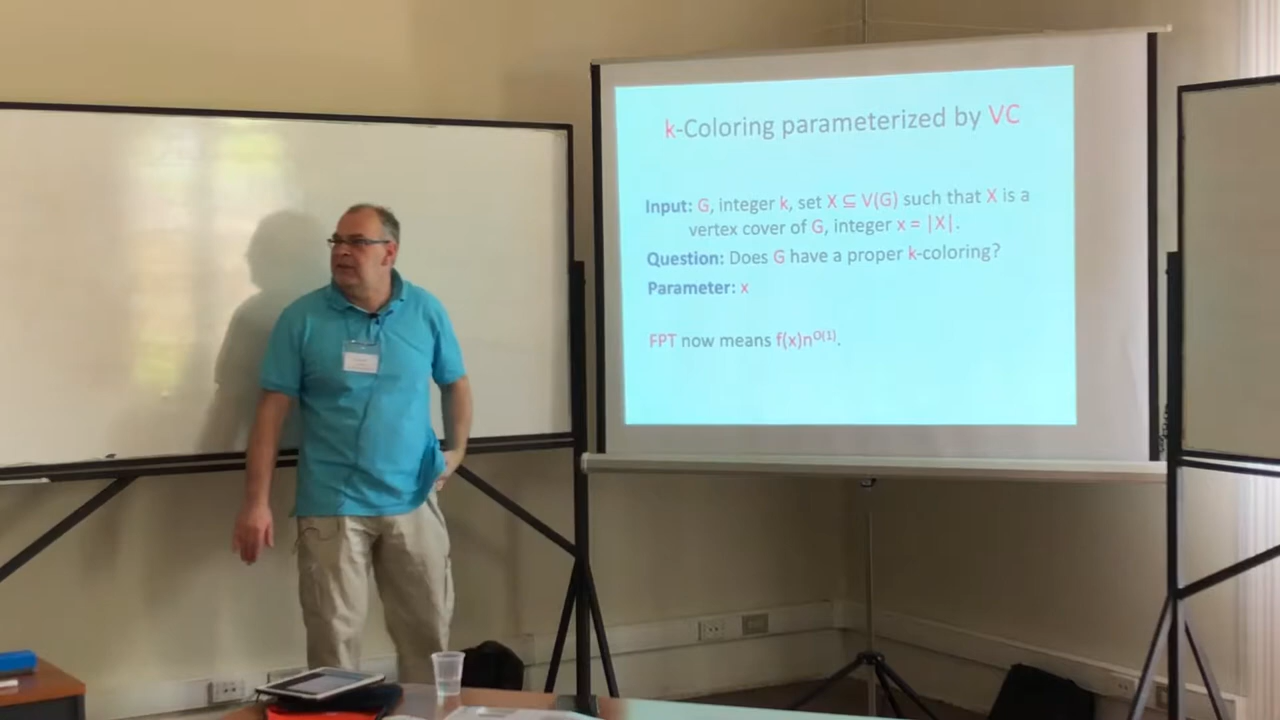 k-Coloring parameterized by VC
Input: G, integer k, set X ⊆ V(G) such that X is a
vertex cover of G, integer x = |X|.
Question: Does G have a proper k-coloring?
Parameter: x
FPT now means f(x)n^O(1).